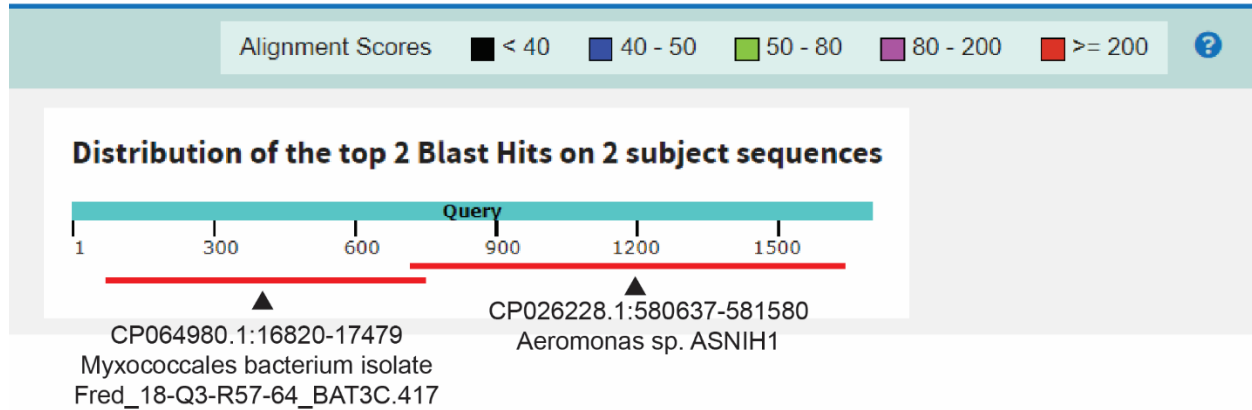 Alignment Scores < 40 40 - 50 50 - 80 80 - 200 >= 200 ?
Distribution of the top 2 Blast Hits on 2 subject sequences
Query
1 300 600 900 1200 1500
CP026228.1:580637-581580
Aeromonas sp. ASNIH1
CP064980.1:16820-17479
Myxococcales bacterium isolate
Fred_18-Q3-R57-64_BAT3C.417